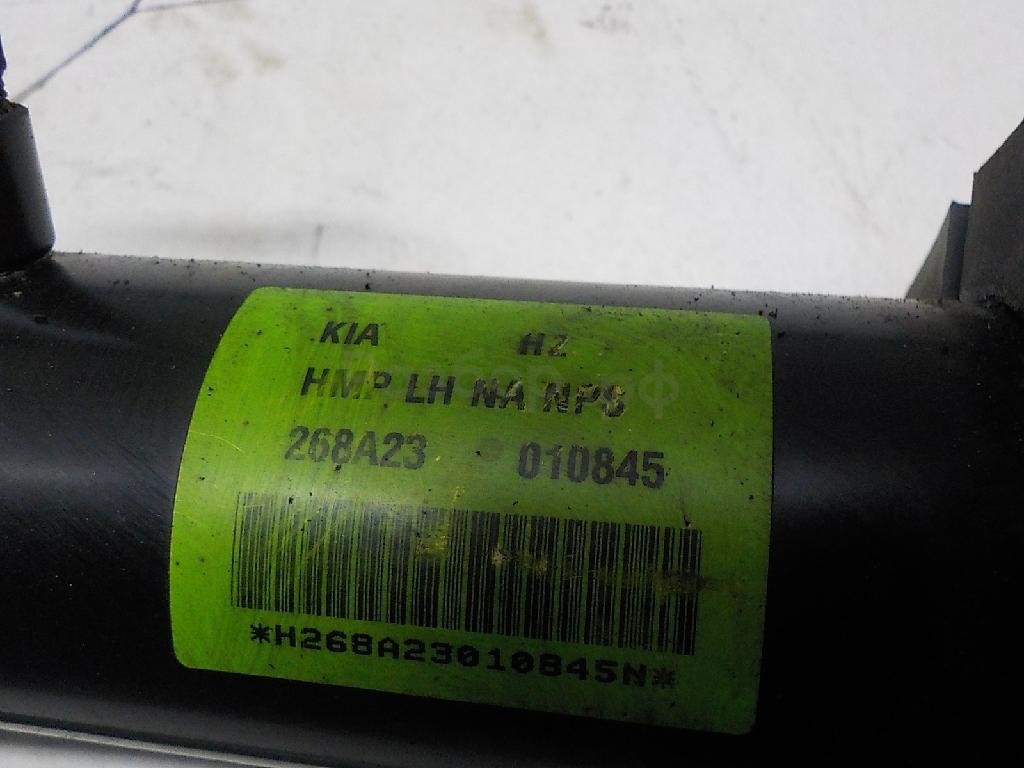 KIA HZ
HMP LH NA NPS
268A23 010845
*H268A23010845N*